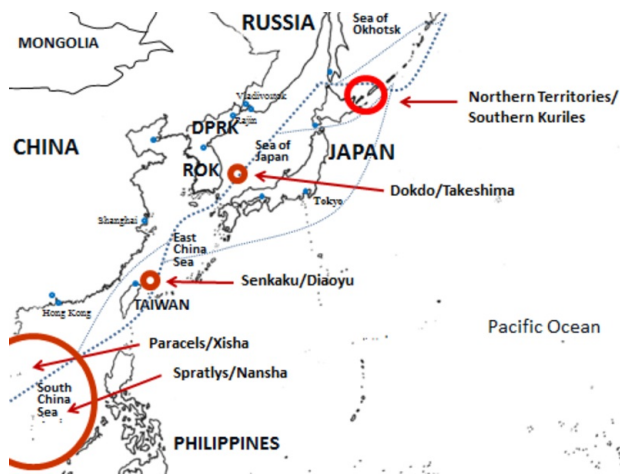 RUSSIA
Sea of
Okhotsk
MONGOLIA
Vladivostok
Rajin
Northern Territories/
Southern Kuriles
DPRK
CHINA
Sea of
Japan
JAPAN
ROK
Dokdo/Takeshima
Tokyo
Shanghai
East
China
Sea
Senkaku/Diaoyu
TAIWAN
Hong Kong
Pacific Ocean
Paracels/Xisha
Spratlys/Nansha
South
China
Sea
PHILIPPINES